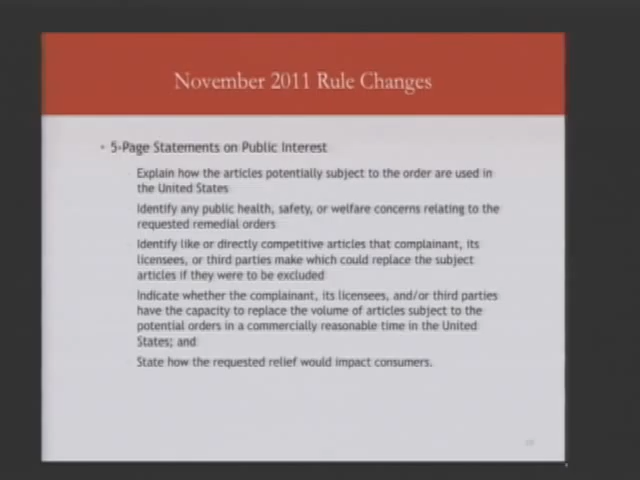 November 2011 Rule Changes
• 5-Page Statements on Public Interest
Explain how the articles potentially subject to the order are used in
the United States
Identify any public health, safety, or welfare concerns relating to the
requested remedial orders
Identify like or directly competitive articles that complainant, its
licensees, or third parties make which could replace the subject
articles if they were to be excluded
Indicate whether the complainant, its licensees, and/or third parties
have the capacity to replace the volume of articles subject to the
potential orders in a commercially reasonable time in the United
States; and
State how the requested relief would impact consumers.